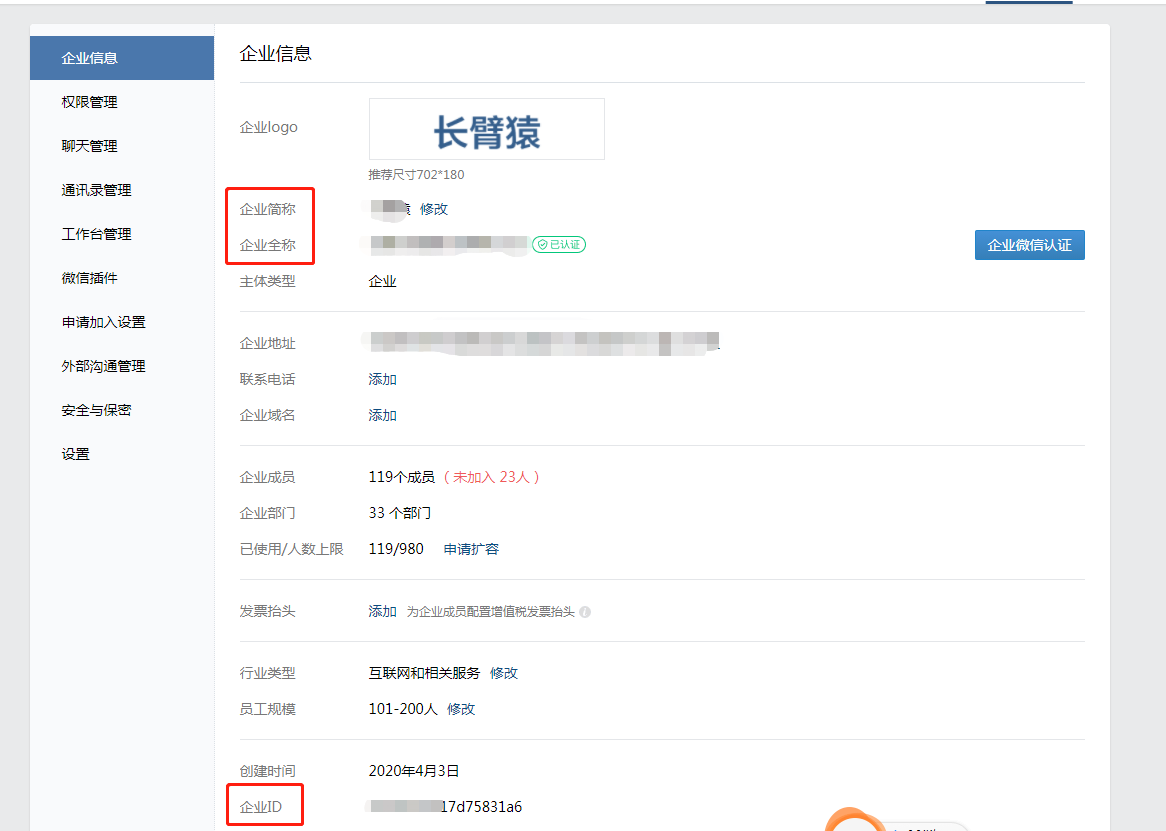 企业信息
权限管理
聊天管理
通讯录管理
工作台管理
微信插件
申请加入设置
外部沟通管理
安全与保密
设置
企业信息
企业logo
长臂猿
推荐尺寸702*180
企业简称 修改
企业全称 已认证 企业微信认证
主体类型 企业
企业地址
联系电话 添加
企业域名 添加
企业成员 119个成员 ( 未加入 23人 )
企业部门 33 个部门
已使用/人数上限 119/980 申请扩容
发票抬头 添加 为企业成员配置增值税发票抬头
行业类型 互联网和相关服务 修改
员工规模 101-200人 修改
创建时间 2020年4月3日
企业ID 17d75831a6